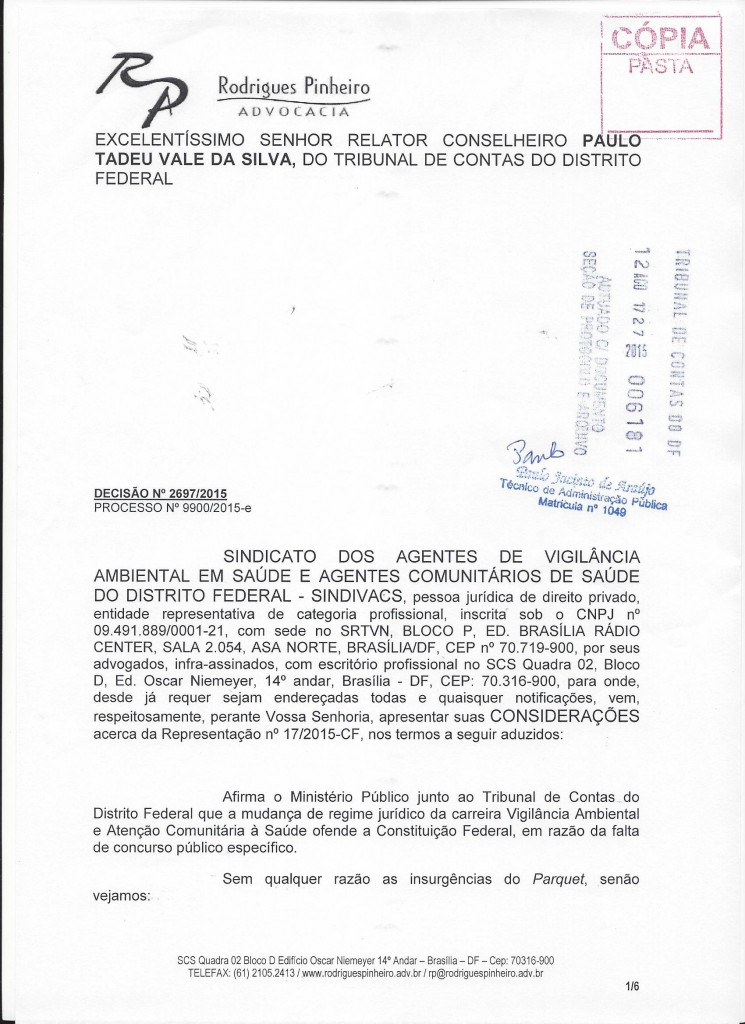 CÓPIA
PASTA
RP
Rodrigues Pinheiro
ADVOCACIA
EXCELENTÍSSIMO SENHOR RELATOR CONSELHEIRO PAULO
TADEU VALE DA SILVA, DO TRIBUNAL DE CONTAS DO DISTRITO
FEDERAL
TRIBUNAL DE CONTAS DO DF
12 AGO 17 27 2015 006181
AUTUADO C/ DOCUMENTO
SEÇÃO DE PROTOCOLO E ARQUIVO
Paulo
Paulo Jacinto de Araújo
Técnico de Administração Pública
Matrícula nº 1049
DECISÃO Nº 2697/2015
PROCESSO Nº 9900/2015-e
SINDICATO DOS AGENTES DE VIGILÂNCIA
AMBIENTAL EM SAÚDE E AGENTES COMUNITÁRIOS DE SAÚDE
DO DISTRITO FEDERAL - SINDIVACS, pessoa jurídica de direito privado,
entidade representativa de categoria profissional, inscrita sob o CNPJ nº
09.491.889/0001-21, com sede no SRTVN, BLOCO P, ED. BRASÍLIA RÁDIO
CENTER, SALA 2.054, ASA NORTE, BRASÍLIA/DF, CEP nº 70.719-900, por seus
advogados, infra-assinados, com escritório profissional no SCS Quadra 02, Bloco
D, Ed. Oscar Niemeyer, 14º andar, Brasília - DF, CEP: 70.316-900, para onde,
desde já requer sejam endereçadas todas e quaisquer notificações, vem,
respeitosamente, perante Vossa Senhoria, apresentar suas CONSIDERAÇÕES
acerca da Representação nº 17/2015-CF, nos termos a seguir aduzidos:
Afirma o Ministério Público junto ao Tribunal de Contas do
Distrito Federal que a mudança de regime jurídico da carreira Vigilância Ambiental
e Atenção Comunitária à Saúde ofende a Constituição Federal, em razão da falta
de concurso público específico.
Sem qualquer razão as insurgências do Parquet, senão
vejamos:
SCS Quadra 02 Bloco D Edifício Oscar Niemeyer 14º Andar – Brasília – DF – Cep: 70316-900
TELEFAX: (61) 2105.2413 / www.rodriguespinheiro.adv.br / rp@rodriguespinheiro.adv.br
1/6